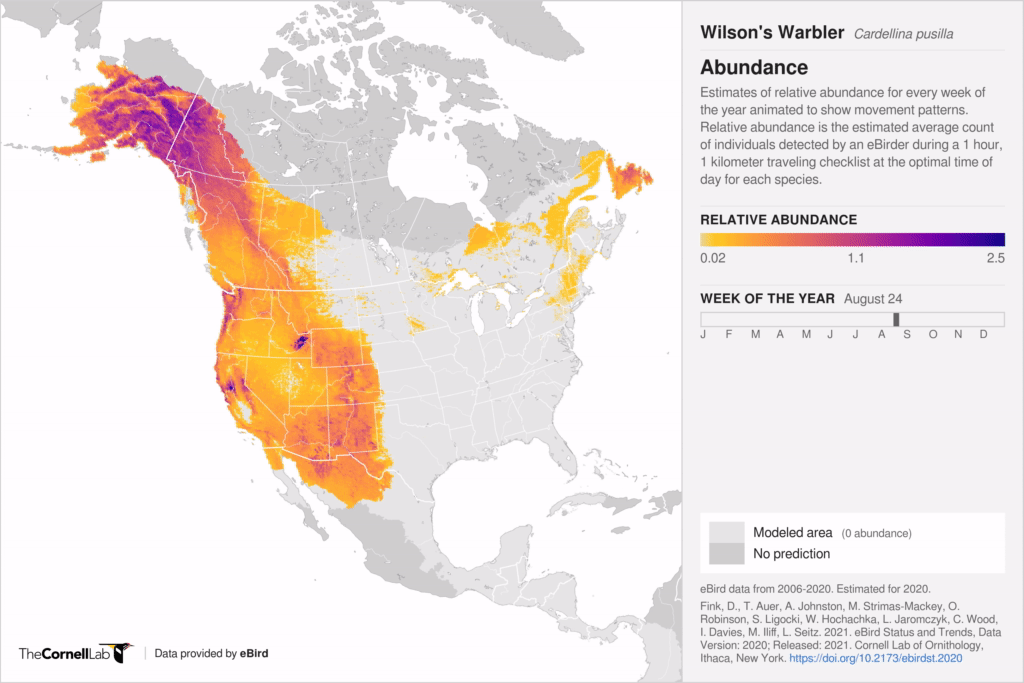 Wilson's Warbler Cardellina pusilla
Abundance
Estimates of relative abundance for every week of
the year animated to show movement patterns.
Relative abundance is the estimated average count
of individuals detected by an eBirder during a 1 hour,
1 kilometer traveling checklist at the optimal time of
day for each species.
RELATIVE ABUNDANCE
0.02 1.1 2.5
WEEK OF THE YEAR August 24
J F M A M J J A S O N D
Modeled area (0 abundance)
No prediction
eBird data from 2006-2020. Estimated for 2020.
Fink, D., T. Auer, A. Johnston, M. Strimas-Mackey, O.
Robinson, S. Ligocki, W. Hochachka, L. Jaromczyk, C. Wood,
I. Davies, M. Iliff, L. Seitz. 2021. eBird Status and Trends, Data
Version: 2020; Released: 2021. Cornell Lab of Ornithology,
Ithaca, New York. https://doi.org/10.2173/ebirdst.2020
TheCornellLab Data provided by eBird